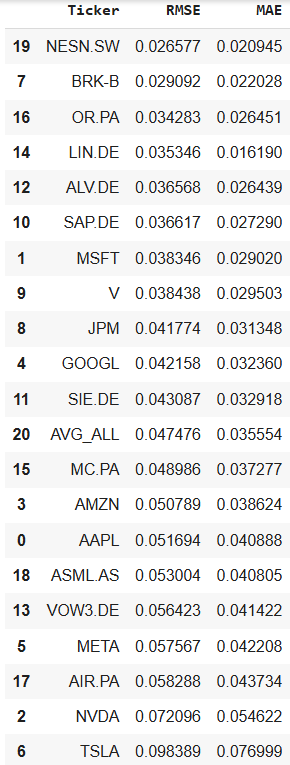 Ticker RMSE MAE
19 NESN.SW 0.026577 0.020945
7 BRK-B 0.029092 0.022028
16 OR.PA 0.034283 0.026451
14 LIN.DE 0.035346 0.016190
12 ALV.DE 0.036568 0.026439
10 SAP.DE 0.036617 0.027290
1 MSFT 0.038346 0.029020
9 V 0.038438 0.029503
8 JPM 0.041774 0.031348
4 GOOGL 0.042158 0.032360
11 SIE.DE 0.043087 0.032918
20 AVG_ALL 0.047476 0.035554
15 MC.PA 0.048986 0.037277
3 AMZN 0.050789 0.038624
0 AAPL 0.051694 0.040888
18 ASML.AS 0.053004 0.040805
13 VOW3.DE 0.056423 0.041422
5 META 0.057567 0.042208
17 AIR.PA 0.058288 0.043734
2 NVDA 0.072096 0.054622
6 TSLA 0.098389 0.076999